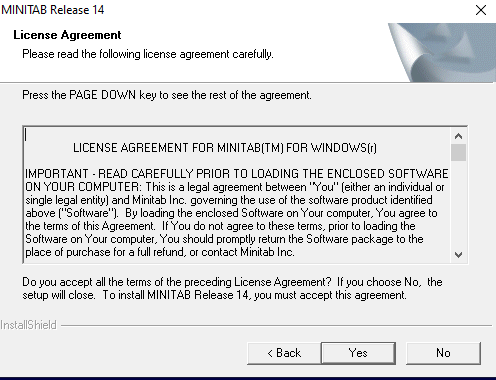 MINITAB Release 14
License Agreement
Please read the following license agreement carefully.
Press the PAGE DOWN key to see the rest of the agreement.
LICENSE AGREEMENT FOR MINITAB(TM) FOR WINDOWS(r)
IMPORTANT - READ CAREFULLY PRIOR TO LOADING THE ENCLOSED SOFTWARE
ON YOUR COMPUTER: This is a legal agreement between "You" (either an individual or
single legal entity) and Minitab Inc. governing the use of the software product identified
above ("Software"). By loading the enclosed Software on Your computer, You agree to
the terms of this Agreement. If You do not agree to these terms, prior to loading the
Software on Your computer, You should promptly return the Software package to the
place of purchase for a full refund, or contact Minitab Inc.
Do you accept all the terms of the preceding License Agreement? If you choose No, the
setup will close. To install MINITAB Release 14, you must accept this agreement.
InstallShield
< Back
Yes
No